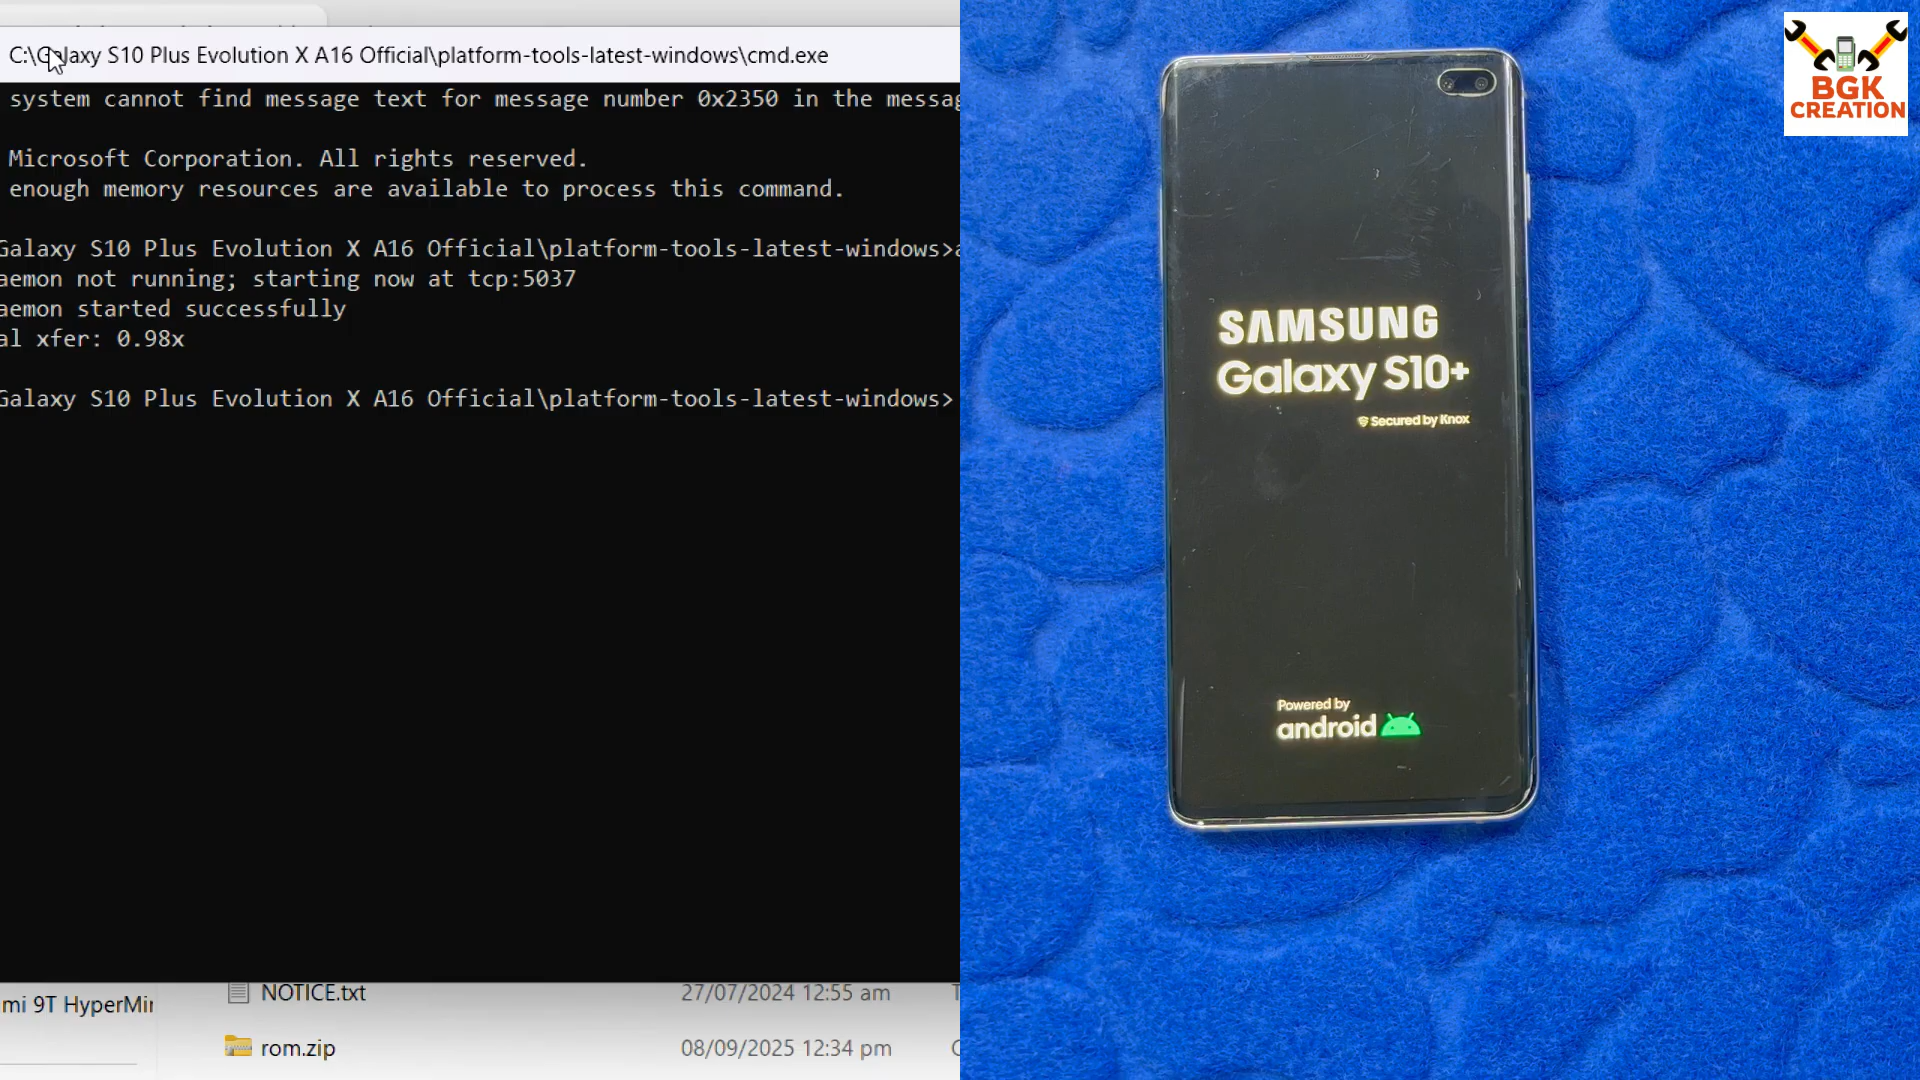 C:\Galaxy S10 Plus Evolution X A16 Official\platform-tools-latest-windows\cmd.exe
system cannot find message text for message number 0x2350 in the
Microsoft Corporation. All rights reserved.
enough memory resources are available to process this command.
Galaxy S10 Plus Evolution X A16 Official\platform-tools-latest-windows>a
aemon not running; starting now at tcp:5037
aemon started successfully
al xfer: 0.98x
Galaxy S10 Plus Evolution X A16 Official\platform-tools-latest-windows>
NOTICE.txt 27/07/2024 12:55 am
mi 9T
rom.zip 08/09/2025 12:34 pm
SAMSUNG
Galaxy S10+
Secured by Knox
Powered by
android
BGK
CREATION